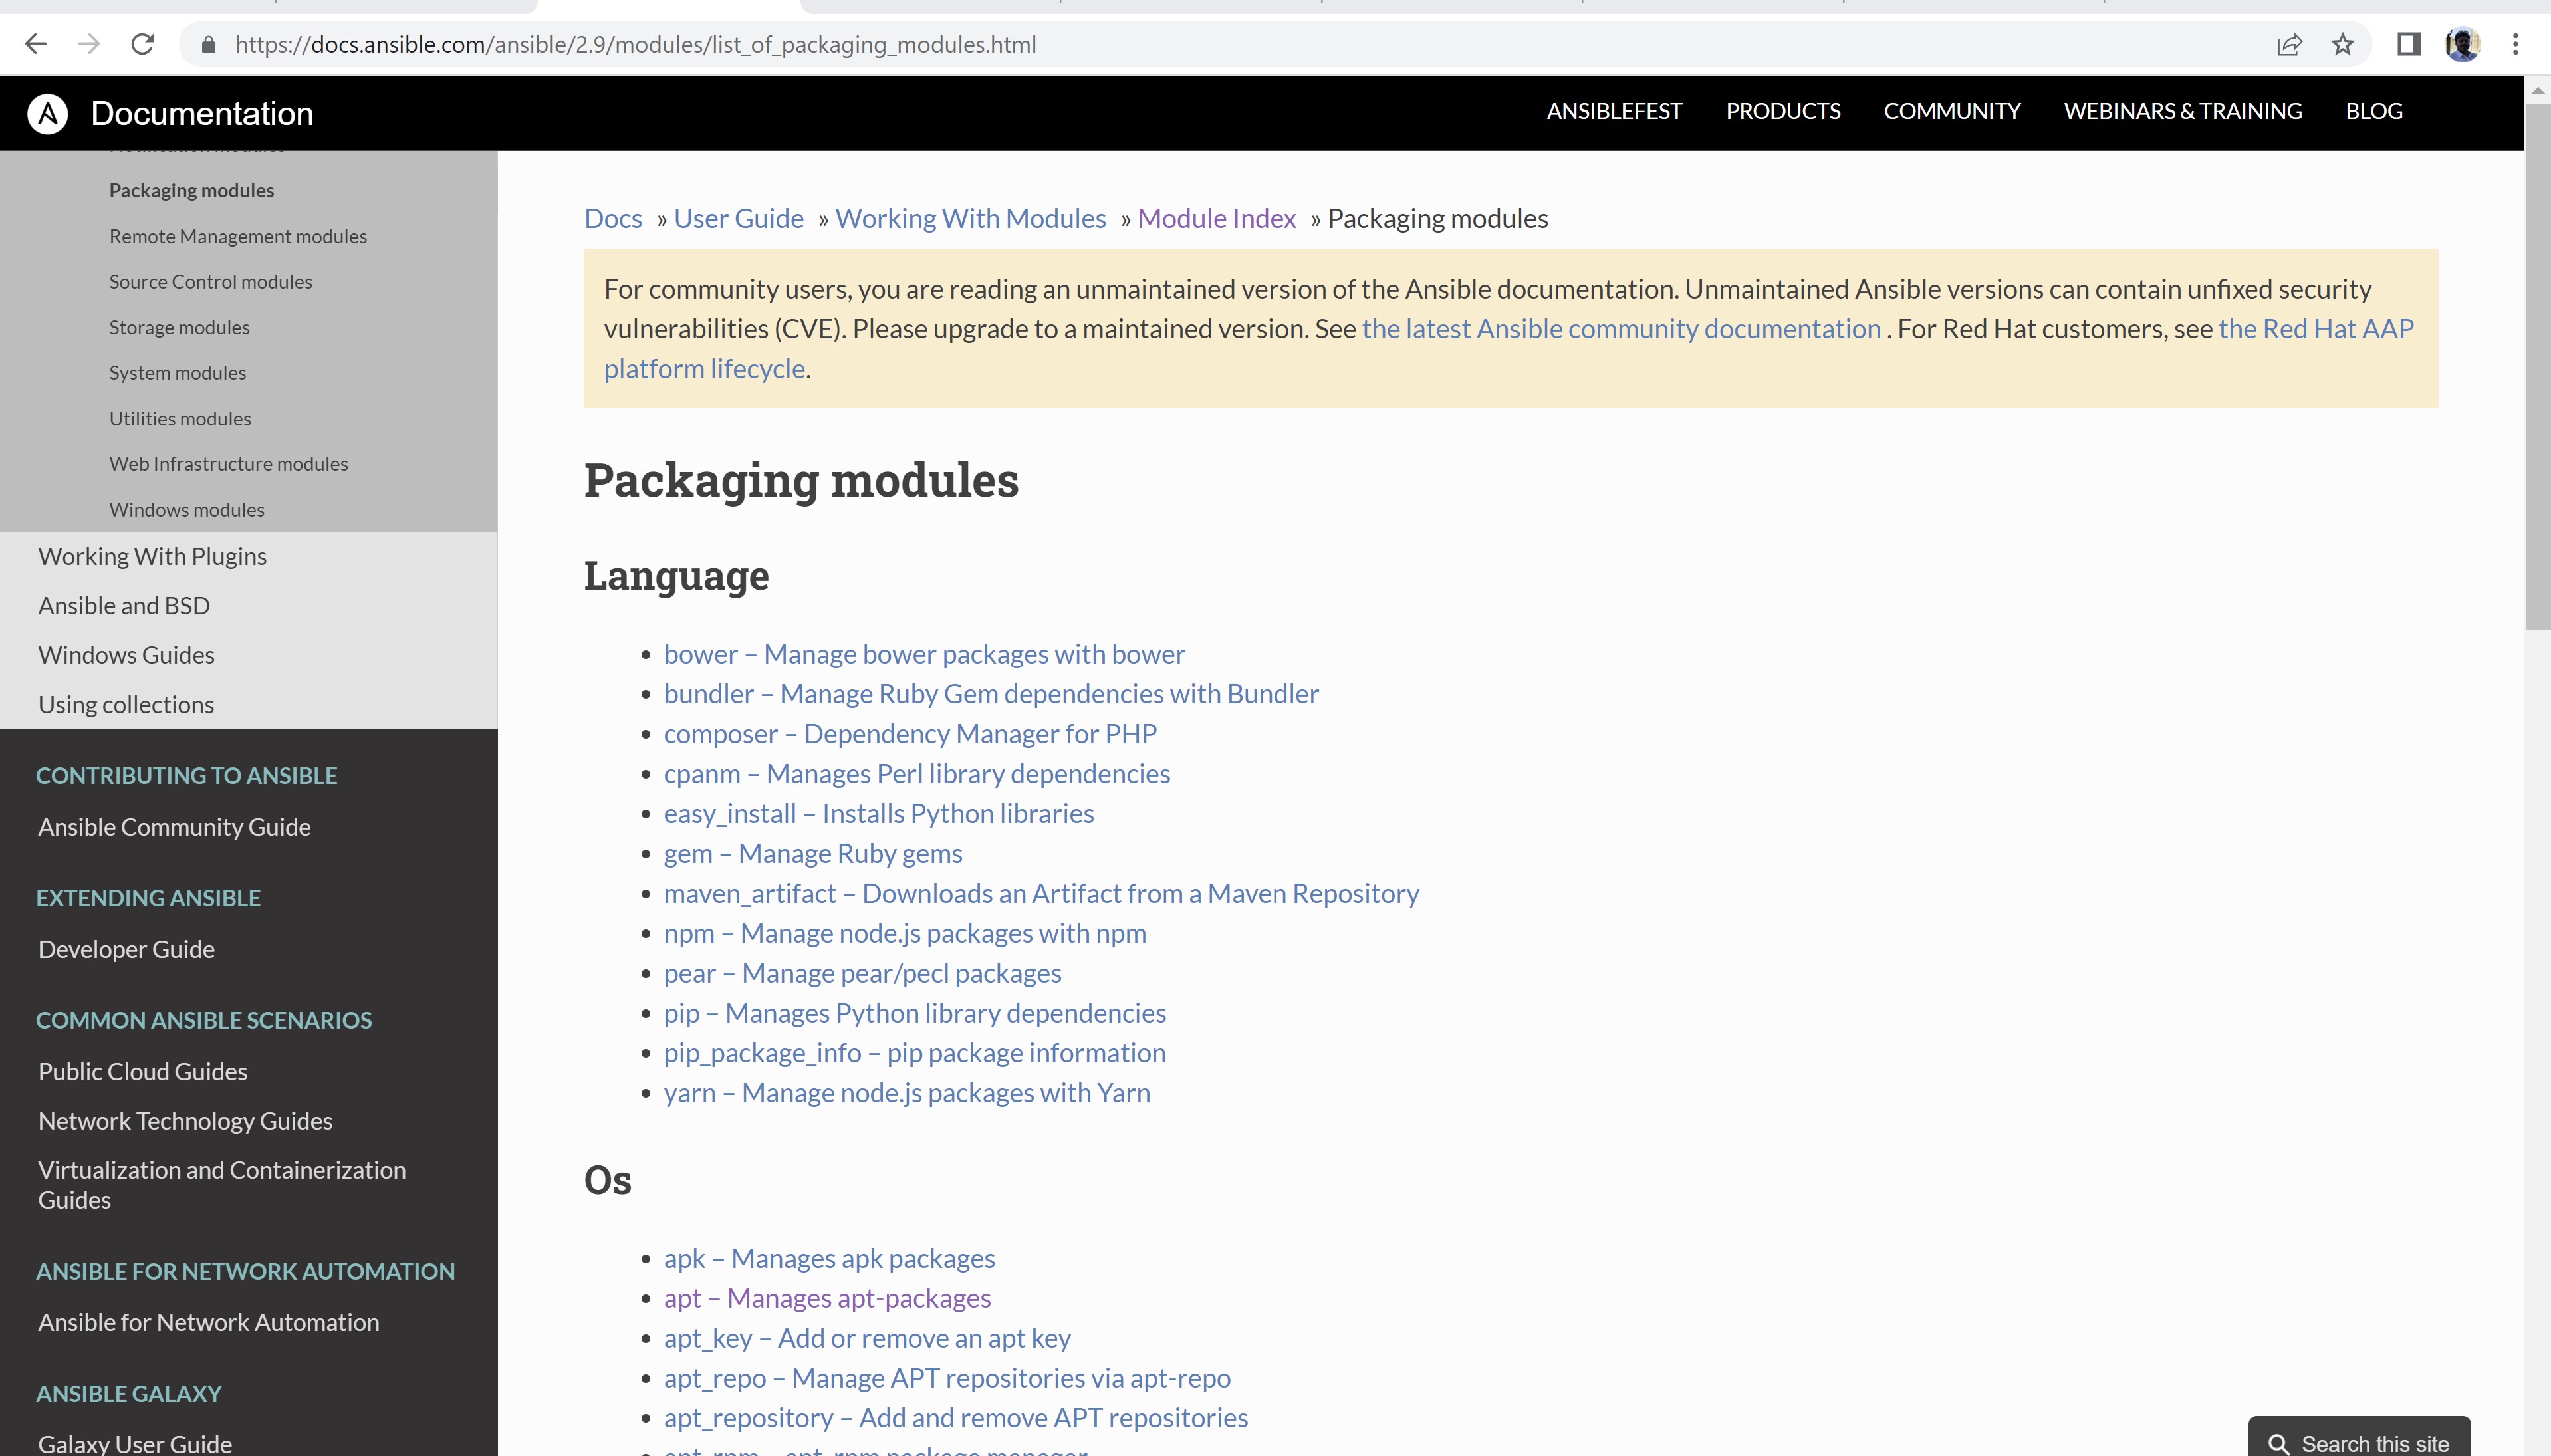 https://docs.ansible.com/ansible/2.9/modules/list_of_packaging_modules.html
Documentation
ANSIBLEFEST
PRODUCTS
COMMUNITY
WEBINARS & TRAINING
BLOG
Packaging modules
Remote Management modules
Source Control modules
Storage modules
System modules
Utilities modules
Web Infrastructure modules
Windows modules
Working With Plugins
Ansible and BSD
Windows Guides
Using collections
CONTRIBUTING TO ANSIBLE
Ansible Community Guide
EXTENDING ANSIBLE
Developer Guide
COMMON ANSIBLE SCENARIOS
Public Cloud Guides
Network Technology Guides
Virtualization and Containerization
Guides
ANSIBLE FOR NETWORK AUTOMATION
Ansible for Network Automation
ANSIBLE GALAXY
Galaxy User Guide
Docs » User Guide » Working With Modules » Module Index » Packaging modules
For community users, you are reading an unmaintained version of the Ansible documentation. Unmaintained Ansible versions can contain unfixed security
vulnerabilities (CVE). Please upgrade to a maintained version. See the latest Ansible community documentation . For Red Hat customers, see the Red Hat AAP
platform lifecycle.
Packaging modules
Language
• bower – Manage bower packages with bower
• bundler – Manage Ruby Gem dependencies with Bundler
• composer – Dependency Manager for PHP
• cpanm – Manages Perl library dependencies
• easy_install – Installs Python libraries
• gem – Manage Ruby gems
• maven_artifact – Downloads an Artifact from a Maven Repository
• npm – Manage node.js packages with npm
• pear – Manage pear/pecl packages
• pip – Manages Python library dependencies
• pip_package_info – pip package information
• yarn – Manage node.js packages with Yarn
Os
• apk – Manages apk packages
• apt – Manages apt-packages
• apt_key – Add or remove an apt key
• apt_repo – Manage APT repositories via apt-repo
• apt_repository – Add and remove APT repositories
Search this site